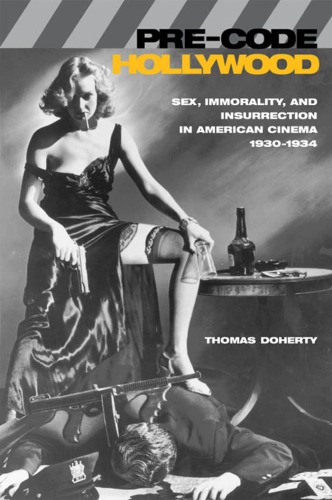 PRE-CODE
HOLLYWOOD
SEX, IMMORALITY, AND
INSURRECTION
IN AMERICAN CINEMA
1930-1934
THOMAS DOHERTY